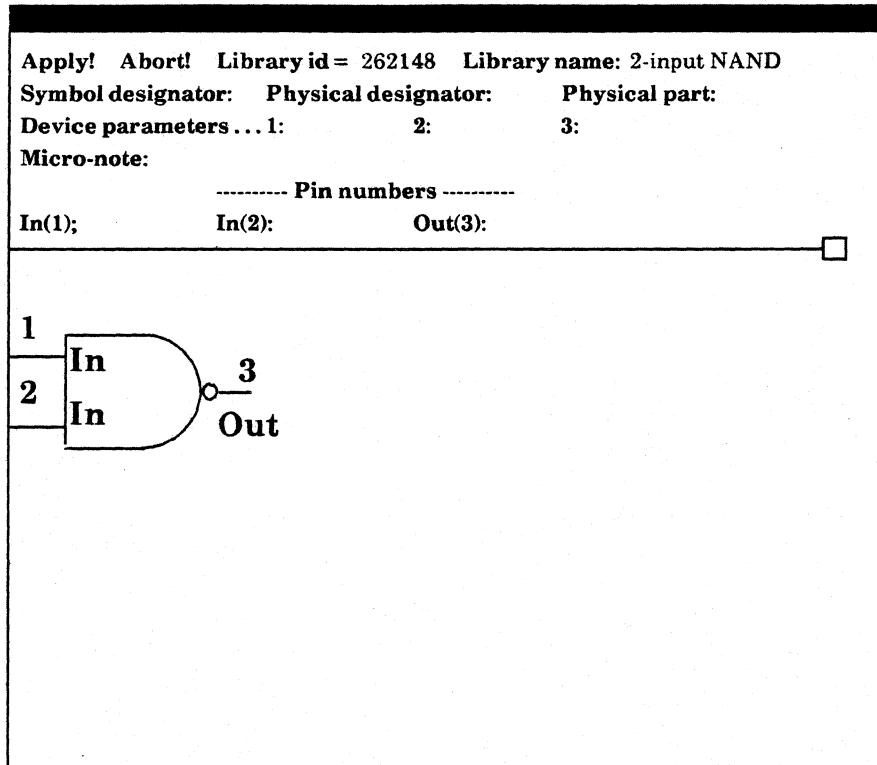 Apply! Abort! Library id = 262148 Library name: 2-input NAND
Symbol designator: Physical designator: Physical part:
Device parameters ... 1: 2: 3:
Micro-note:
---------- Pin numbers ----------
In(1); In(2): Out(3):
1
In
3
2
In
Out